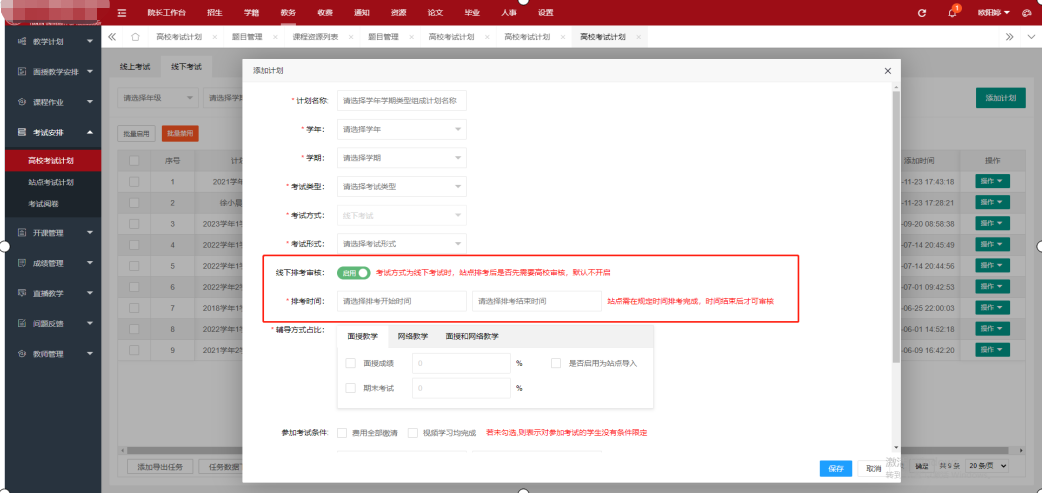 院长工作台 招生 学籍 教务 收费 通知 资源 论文 毕业 人事 设置 1 欧阳婷
教学计划
高校考试计划 × 题目管理 × 课程资源列表 × 题目管理 × 高校考试计划 × 高校考试计划 × 高校考试计划 ×
面授教学安排
课程作业
考试安排
高校考试计划
站点考试计划
考试阅卷
开课管理
成绩管理
直播教学
问题反馈
教师管理
线上考试 线下考试
请选择年级 请选择学期
添加计划
批量启用 批量禁用
序号 计 添加时间 操作
1 2021学年 -11-23 17:43:18 操作
2 徐小晨 -11-23 17:28:21 操作
3 2023学年1 -09-20 08:58:38 操作
4 2022学年1 -07-14 20:45:49 操作
5 2022学年1 -07-14 20:44:56 操作
6 2022学年2 -07-01 09:42:53 操作
7 2018学年1 -06-25 22:00:03 操作
8 2022学年1 -06-01 14:52:18 操作
9 2021学年2 -06-09 16:42:20 操作
添加导出任务 任务数据下 确定 共 9 条 20 条/页
添加计划 ×
* 计划名称: 请选择学年学期类型组成计划名称
* 学年: 请选择学年
* 学期: 请选择学期
* 考试类型: 请选择考试类型
* 考试方式: 线下考试
* 考试形式: 请选择考试形式
线下排考审核: 启用 考试方式为线下考试时，站点排考后是否先需要高校审核，默认不开启
* 排考时间: 请选择排考开始时间 请选择排考结束时间 站点需在规定时间排考完成，时间结束后才可审核
* 辅导方式占比:
面授教学 网络教学 面授和网络教学
面授成绩 0 % 是否启用为站点导入
期末考试 0 %
参加考试条件: 费用全部缴清 视频学习均完成 若未勾选,则表示对参加考试的学生没有条件限定
保存 取消